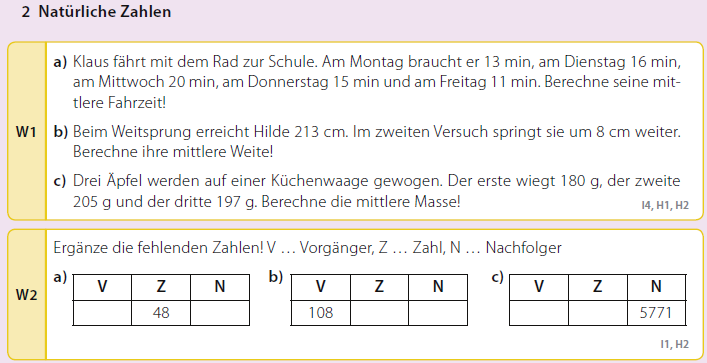 2 Natürliche Zahlen
a) Klaus fährt mit dem Rad zur Schule. Am Montag braucht er 13 min, am Dienstag 16 min,
am Mittwoch 20 min, am Donnerstag 15 min und am Freitag 11 min. Berechne seine mit-
tlere Fahrzeit!
W1
b) Beim Weitsprung erreicht Hilde 213 cm. Im zweiten Versuch springt sie um 8 cm weiter.
Berechne ihre mittlere Weite!
c) Drei Äpfel werden auf einer Küchenwaage gewogen. Der erste wiegt 180 g, der zweite
205 g und der dritte 197 g. Berechne die mittlere Masse!
I4, H1, H2
Ergänze die fehlenden Zahlen! V … Vorgänger, Z … Zahl, N … Nachfolger
W2
a) V Z N
48
b) V Z N
108
c) V Z N
5771
I1, H2